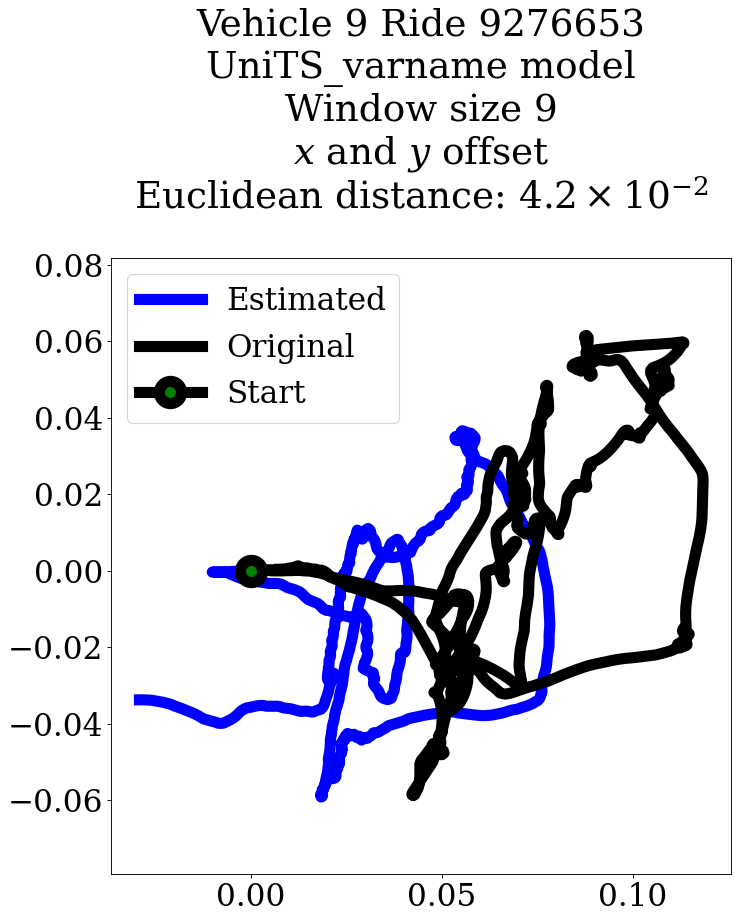 Vehicle 9 Ride 9276653
UniTS_varname model
Window size 9
x and y offset
Euclidean distance: 4.2 × 10⁻²
0.08
0.06
0.04
0.02
0.00
−0.02
−0.04
−0.06
Estimated
Original
Start
0.00 0.05 0.10